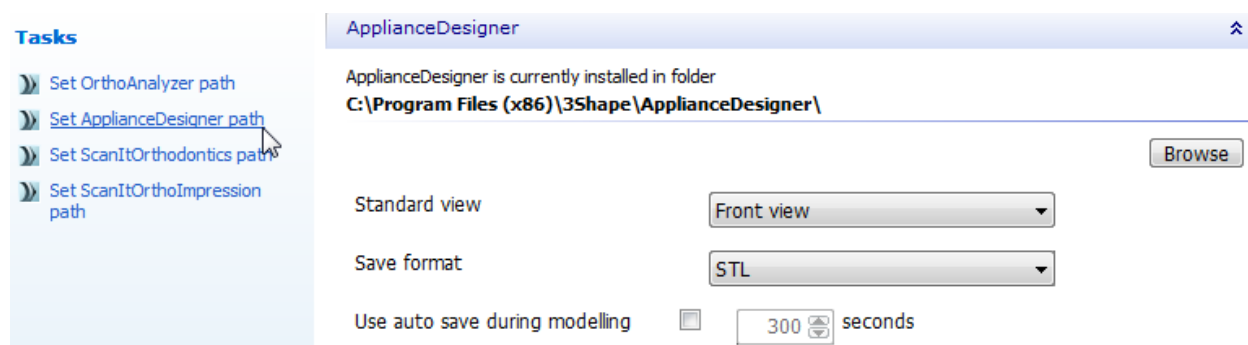 Tasks
Set OrthoAnalyzer path
Set ApplianceDesigner path
Set ScanItOrthodontics path
Set ScanItOrthoImpression
path
ApplianceDesigner
ApplianceDesigner is currently installed in folder
C:\Program Files (x86)\3Shape\ApplianceDesigner\
Browse
Standard view Front view
Save format STL
Use auto save during modelling 300 seconds